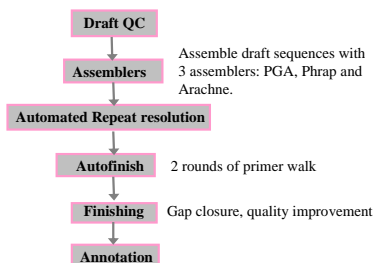 Draft QC
Assemble draft sequences with
3 assemblers: PGA, Phrap and
Arachne.
Assemblers
Automated Repeat resolution
Autofinish
2 rounds of primer walk
Finishing
Gap closure, quality improvement
Annotation